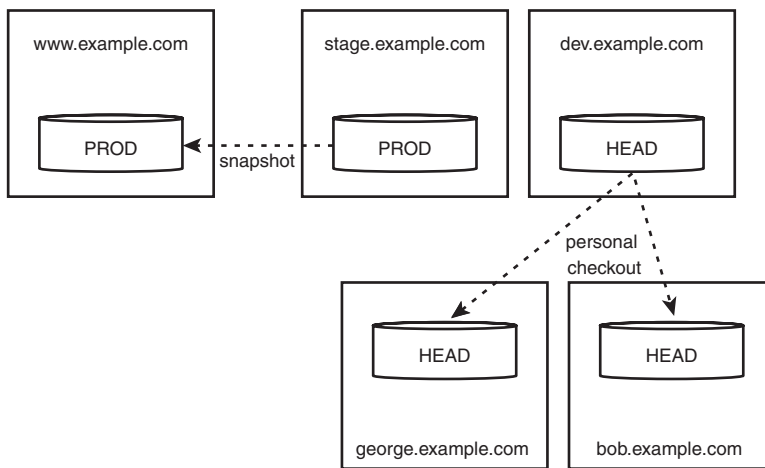 www.example.com
stage.example.com
dev.example.com
PROD
snapshot
PROD
HEAD
personal
checkout
HEAD
HEAD
george.example.com
bob.example.com